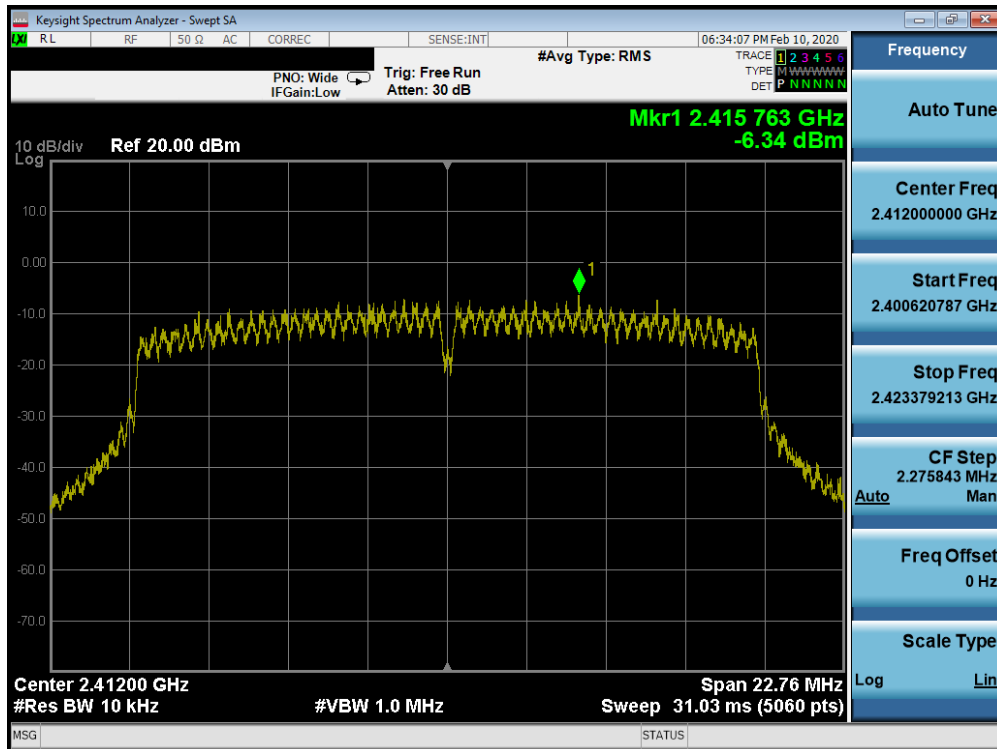 Keysight Spectrum Analyzer - Swept SA
LXI RL RF 50 Ω AC CORREC SENSE:INT 06:34:07 PM Feb 10, 2020
PNO: Wide
IFGain:Low
Trig: Free Run
Atten: 30 dB
#Avg Type: RMS
TRACE 1 2 3 4 5 6
TYPE M WWWWW
DET P N N N N N
Mkr1 2.415 763 GHz
-6.34 dBm
10 dB/div Ref 20.00 dBm
Log
10.0
0.00
-10.0
-20.0
-30.0
-40.0
-50.0
-60.0
-70.0
1
Center 2.41200 GHz Span 22.76 MHz
#Res BW 10 kHz #VBW 1.0 MHz Sweep 31.03 ms (5060 pts)
MSG STATUS
Frequency
Auto Tune
Center Freq
2.412000000 GHz
Start Freq
2.400620787 GHz
Stop Freq
2.423379213 GHz
CF Step
2.275843 MHz
Auto Man
Freq Offset
0 Hz
Scale Type
Log Lin